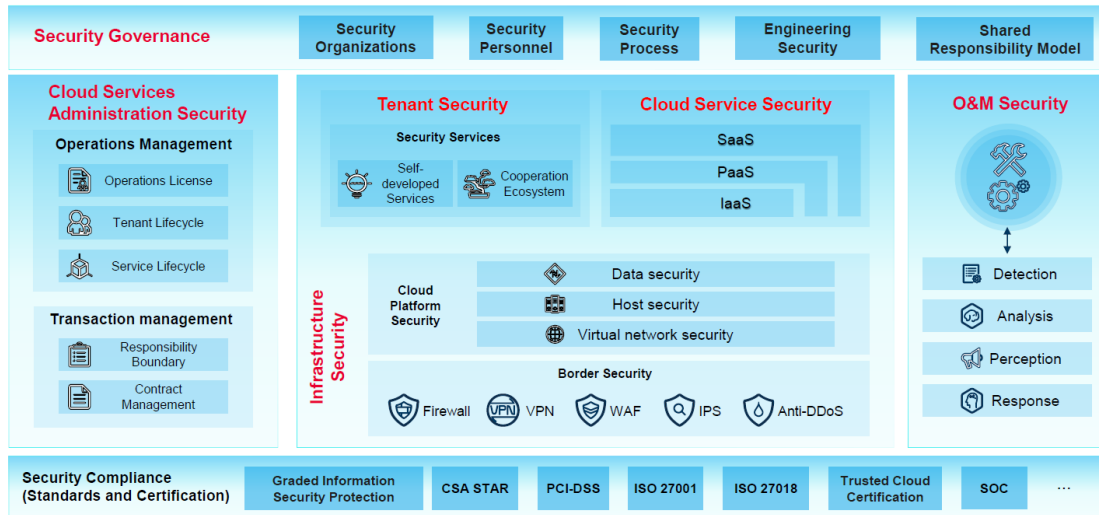 Security Governance
Security
Organizations
Security
Personnel
Security
Process
Engineering
Security
Shared
Responsibility Model
Cloud Services
Administration Security
Operations Management
Operations License
Tenant Lifecycle
Service Lifecycle
Transaction management
Responsibility
Boundary
Contract
Management
Tenant Security
Security Services
Self-
developed
Services
Cooperation
Ecosystem
Cloud Service Security
SaaS
PaaS
IaaS
Infrastructure
Security
Cloud
Platform
Security
Data security
Host security
Virtual network security
Border Security
Firewall
VPN
VPN
WAF
IPS
Anti-DDoS
O&M Security
Detection
Analysis
Perception
Response
Security Compliance
(Standards and Certification)
Graded Information
Security Protection
CSA STAR
PCI-DSS
ISO 27001
ISO 27018
Trusted Cloud
Certification
SOC
...